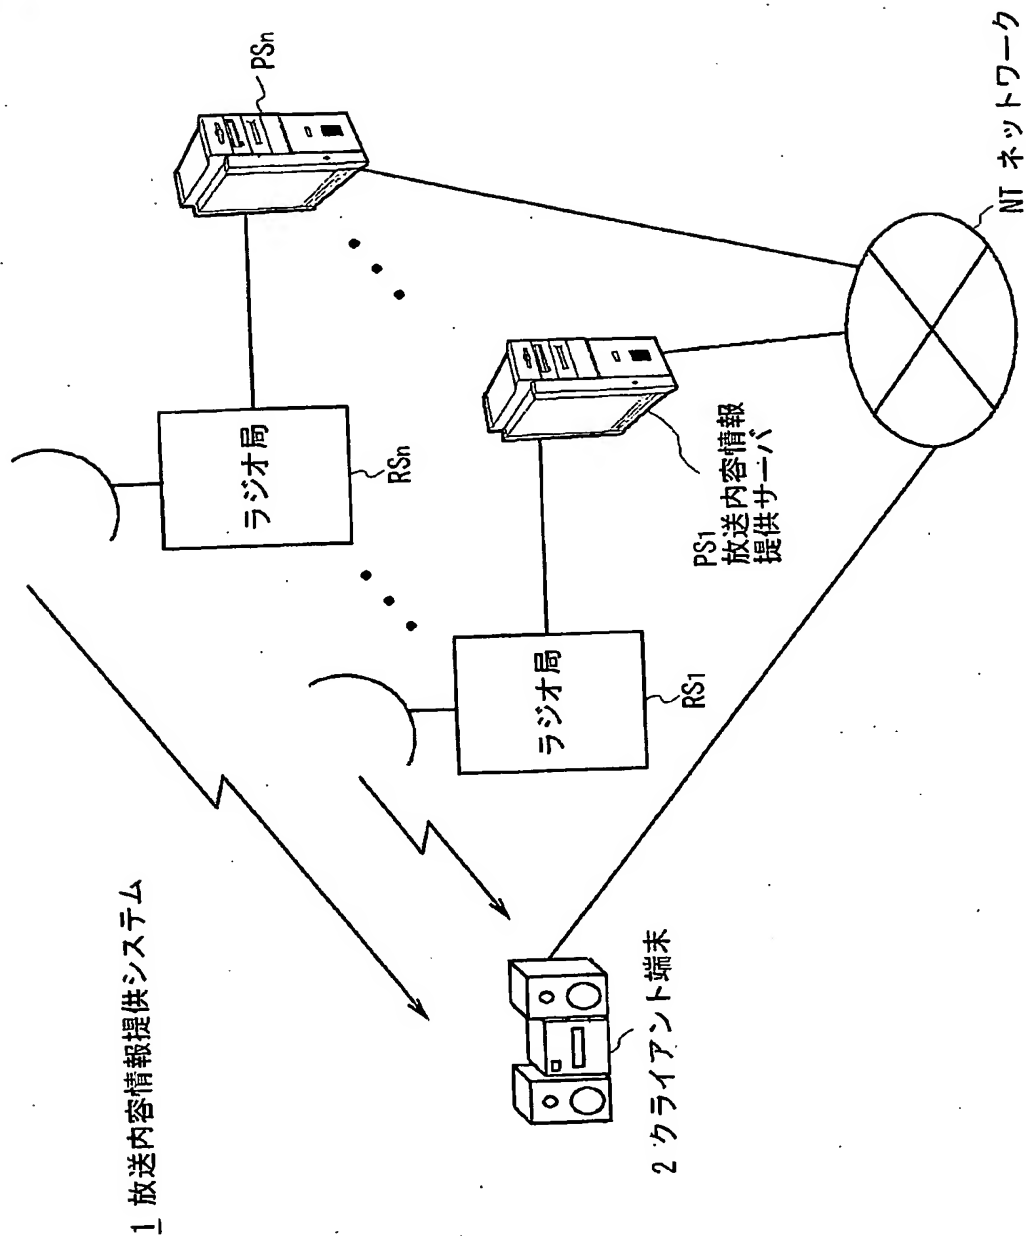 1 放送内容情報提供システム
2 クライアント端末
ラジオ局
RS1
ラジオ局
RSn
PS1
放送内容情報
提供サーバ
PSn
NT ネットワーク